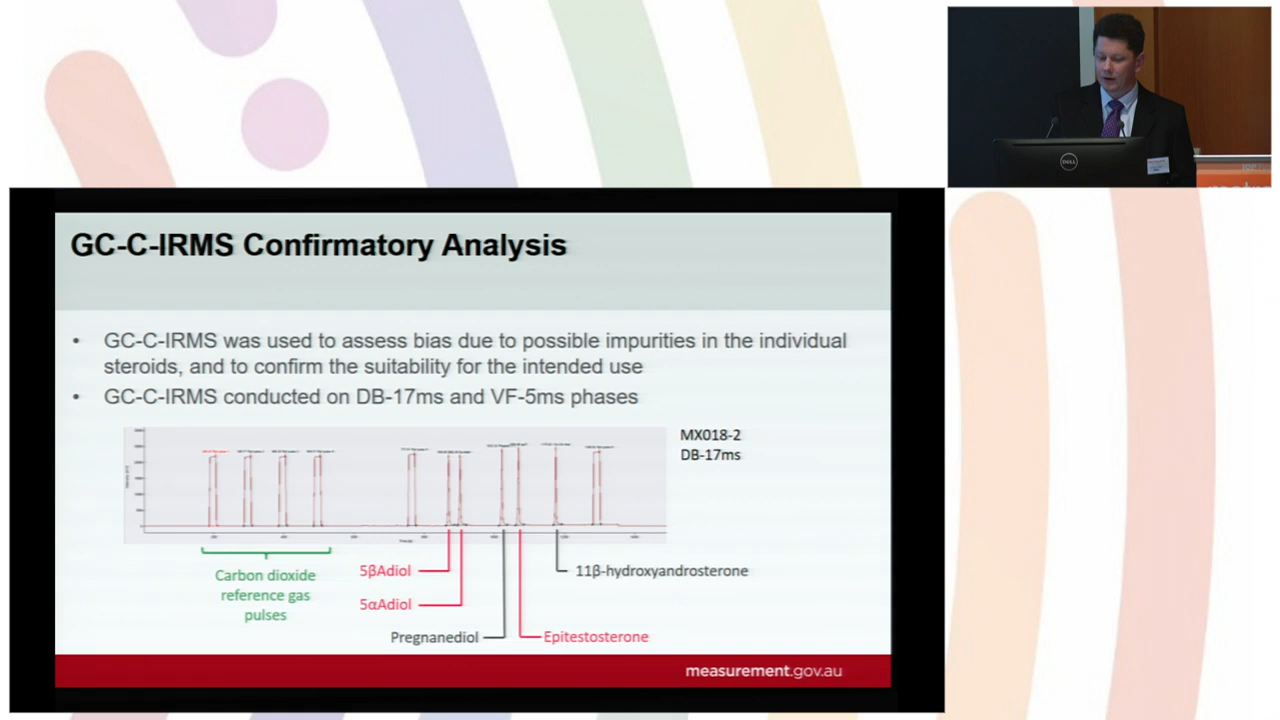 DELL
GC-C-IRMS Confirmatory Analysis
• GC-C-IRMS was used to assess bias due to possible impurities in the individual
steroids, and to confirm the suitability for the intended use
• GC-C-IRMS conducted on DB-17ms and VF-5ms phases
MX018-2
DB-17ms
5βAdiol
11β-hydroxyandrosterone
Carbon dioxide
reference gas
pulses
5αAdiol
Pregnanediol
Epitestosterone
measurement.gov.au